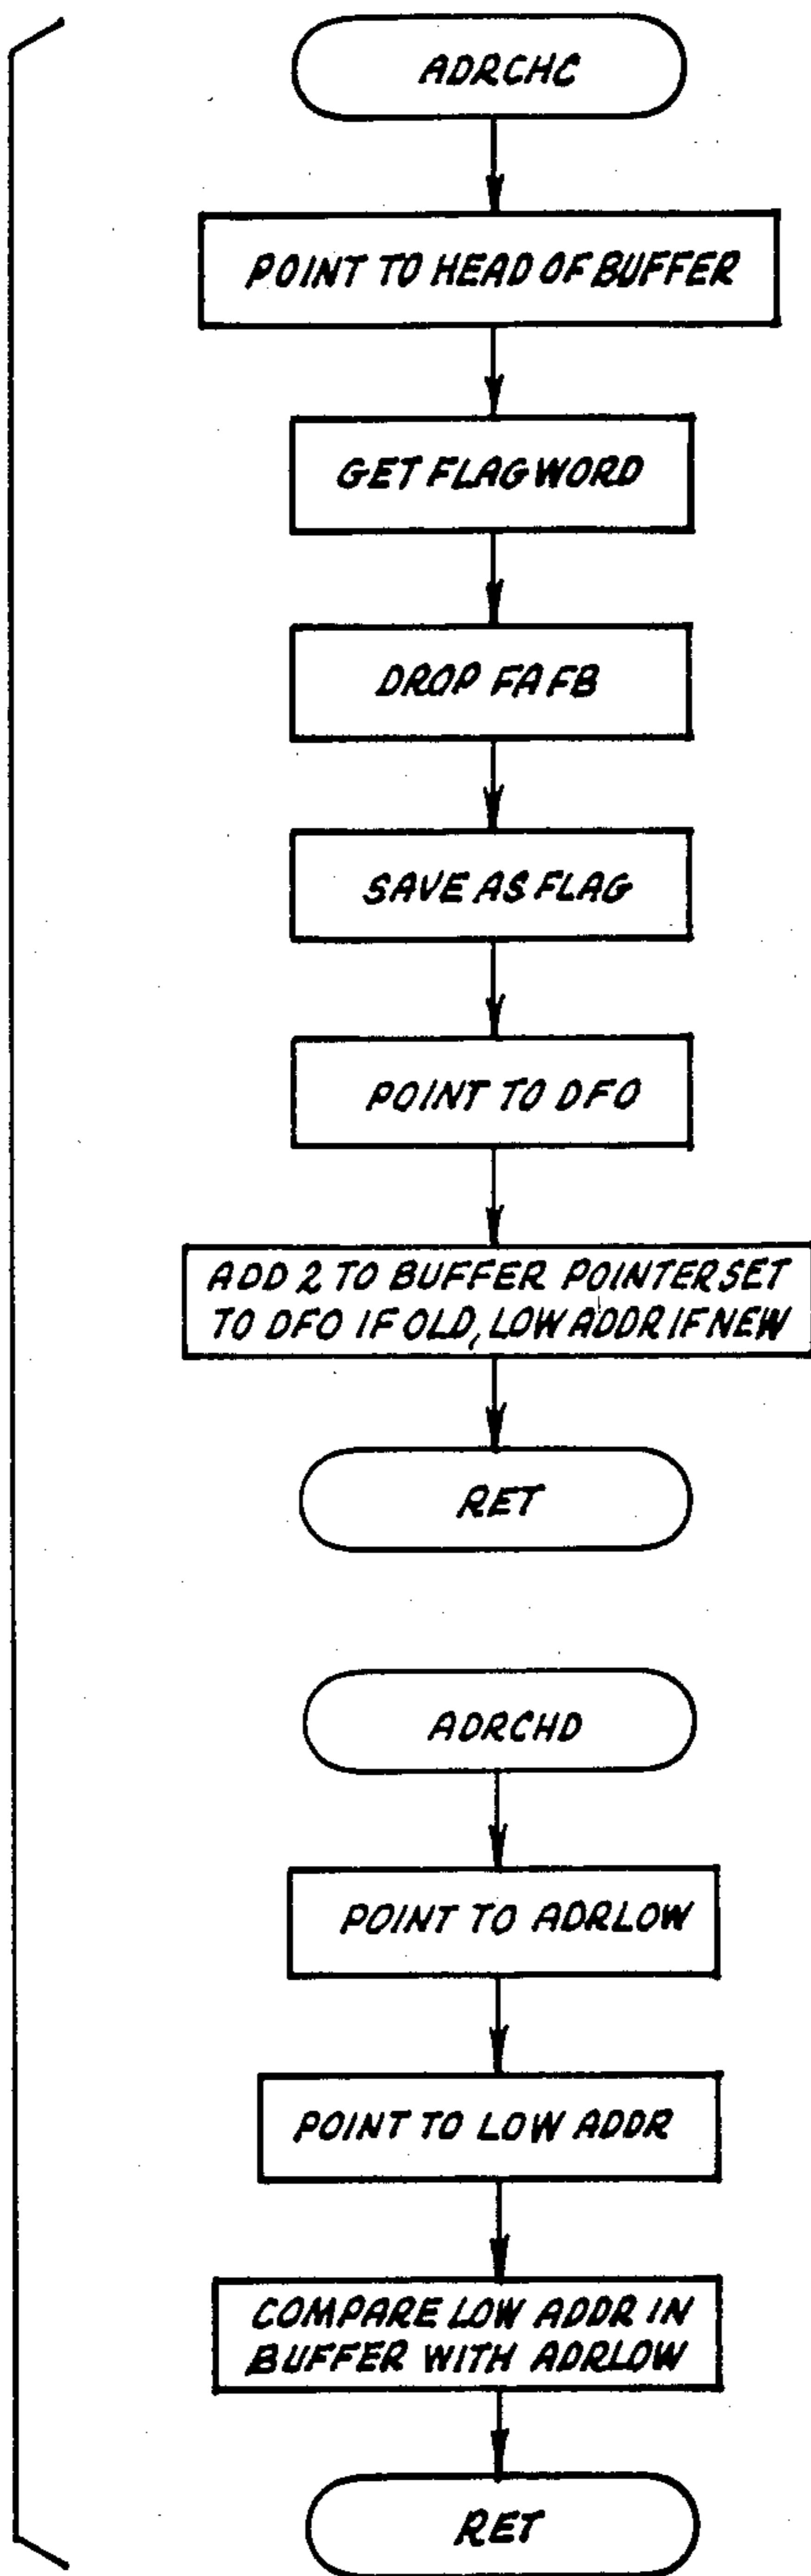 ADRCHC
POINT TO HEAD OF BUFFER
GET FLAG WORD
DROP FA FB
SAVE AS FLAG
POINT TO DFO
ADD 2 TO BUFFER POINTER SET
TO DFO IF OLD, LOW ADDR IF NEW
RET
ADRCHD
POINT TO ADRLOW
POINT TO LOW ADDR
COMPARE LOW ADDR IN
BUFFER WITH ADRLOW
RET